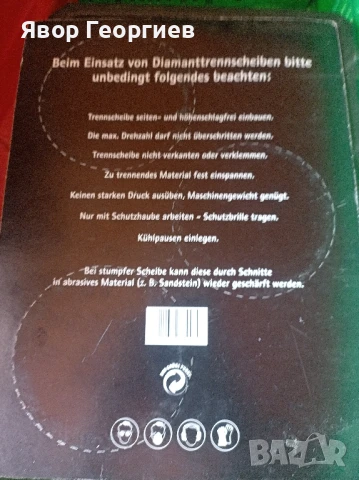 Явор Георгиев
Beim Einsatz von Diamanttrennscheiben bitte
unbedingt folgendes beachten:
Trennscheibe seiten- und höhenschlagfrei einbauen.
Die max. Drehzahl darf nicht überschritten werden.
Trennscheibe nicht verkanten oder verklemmen.
Zu trennendes Material fest einspannen.
Keinen starken Druck ausüben, Maschinengewicht genügt.
Nur mit Schutzhaube arbeiten – Schutzbrille tragen.
Kühlpausen einlegen.
Bei stumpfer Scheibe kann diese durch Schnitte
in abrasives Material (z. B. Sandstein) wieder geschärft werden.
BAZAR